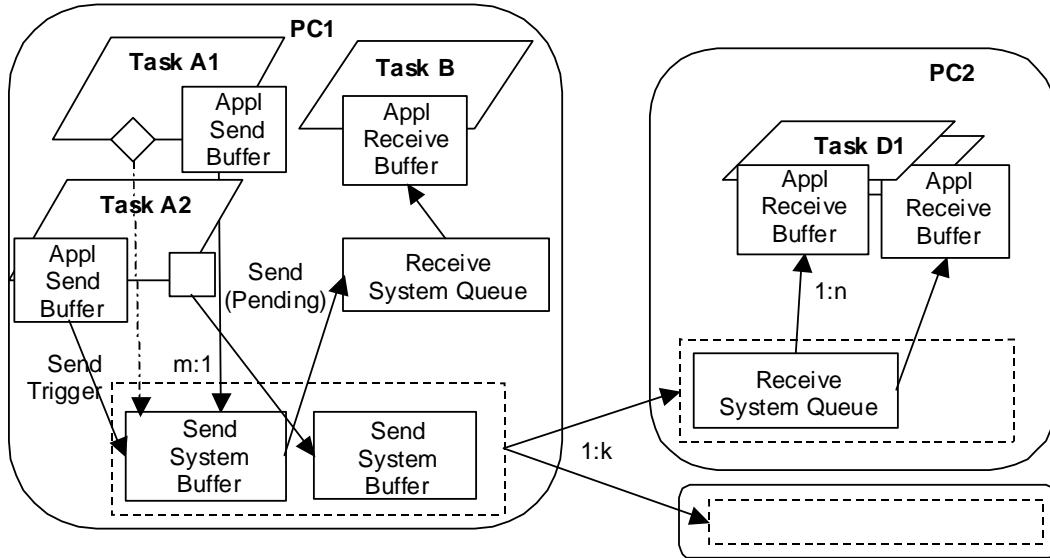 PC1
Task A1
Appl
Send
Buffer
Task B
Appl
Receive
Buffer
Task A2
Appl
Send
Buffer
Send
(Pending)
Receive
System Queue
Send
Trigger
m:1
Send
System
Buffer
Send
System
Buffer
1:k
PC2
Task D1
Appl
Receive
Buffer
Appl
Receive
Buffer
1:n
Receive
System Queue